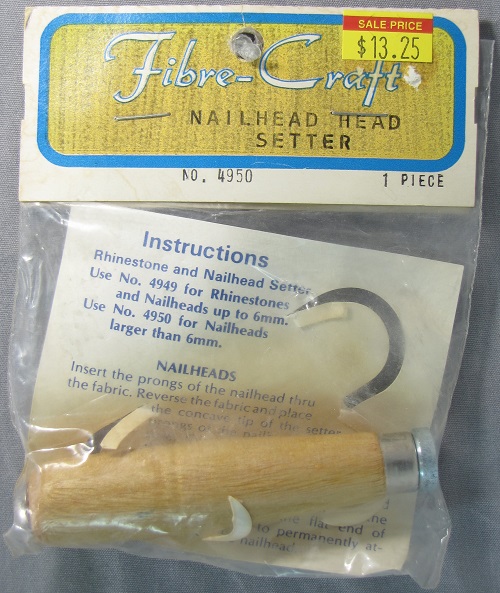 SALE PRICE
$13.25
Fibre-Craft
NAILHEAD HEAD
SETTER
NO. 4950 1 PIECE
Instructions
Rhinestone and Nailhead Setter.
Use No. 4949 for Rhinestones
and Nailheads up to 6mm.
Use No. 4950 for Nailheads
larger than 6mm.
NAILHEADS
Insert the prongs of the nailhead thru
the fabric. Reverse the fabric and place
the concave tip of the setter
flat end of
to permanently at-
nailhead